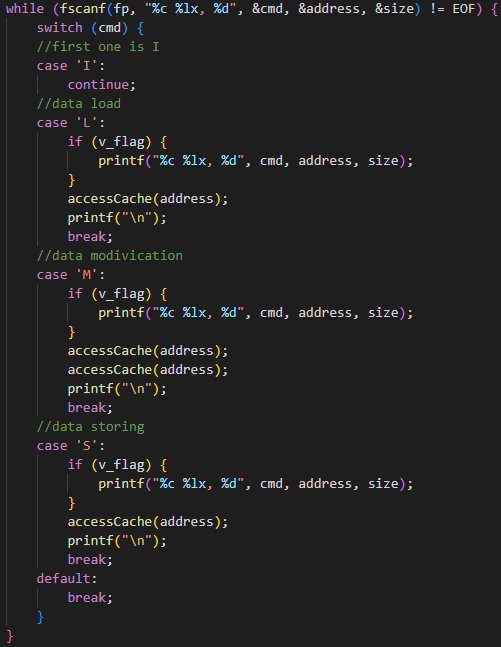 while (fscanf(fp, "%c %lx, %d", &cmd, &address, &size) != EOF) {
    switch (cmd) {
    //first one is I
    case 'I':
        continue;
    //data load
    case 'L':
        if (v_flag) {
            printf("%c %lx, %d", cmd, address, size);
        }
        accessCache(address);
        printf("\n");
        break;
    //data modivication
    case 'M':
        if (v_flag) {
            printf("%c %lx, %d", cmd, address, size);
        }
        accessCache(address);
        accessCache(address);
        printf("\n");
        break;
    //data storing
    case 'S':
        if (v_flag) {
            printf("%c %lx, %d", cmd, address, size);
        }
        accessCache(address);
        printf("\n");
        break;
    default:
        break;
    }
}